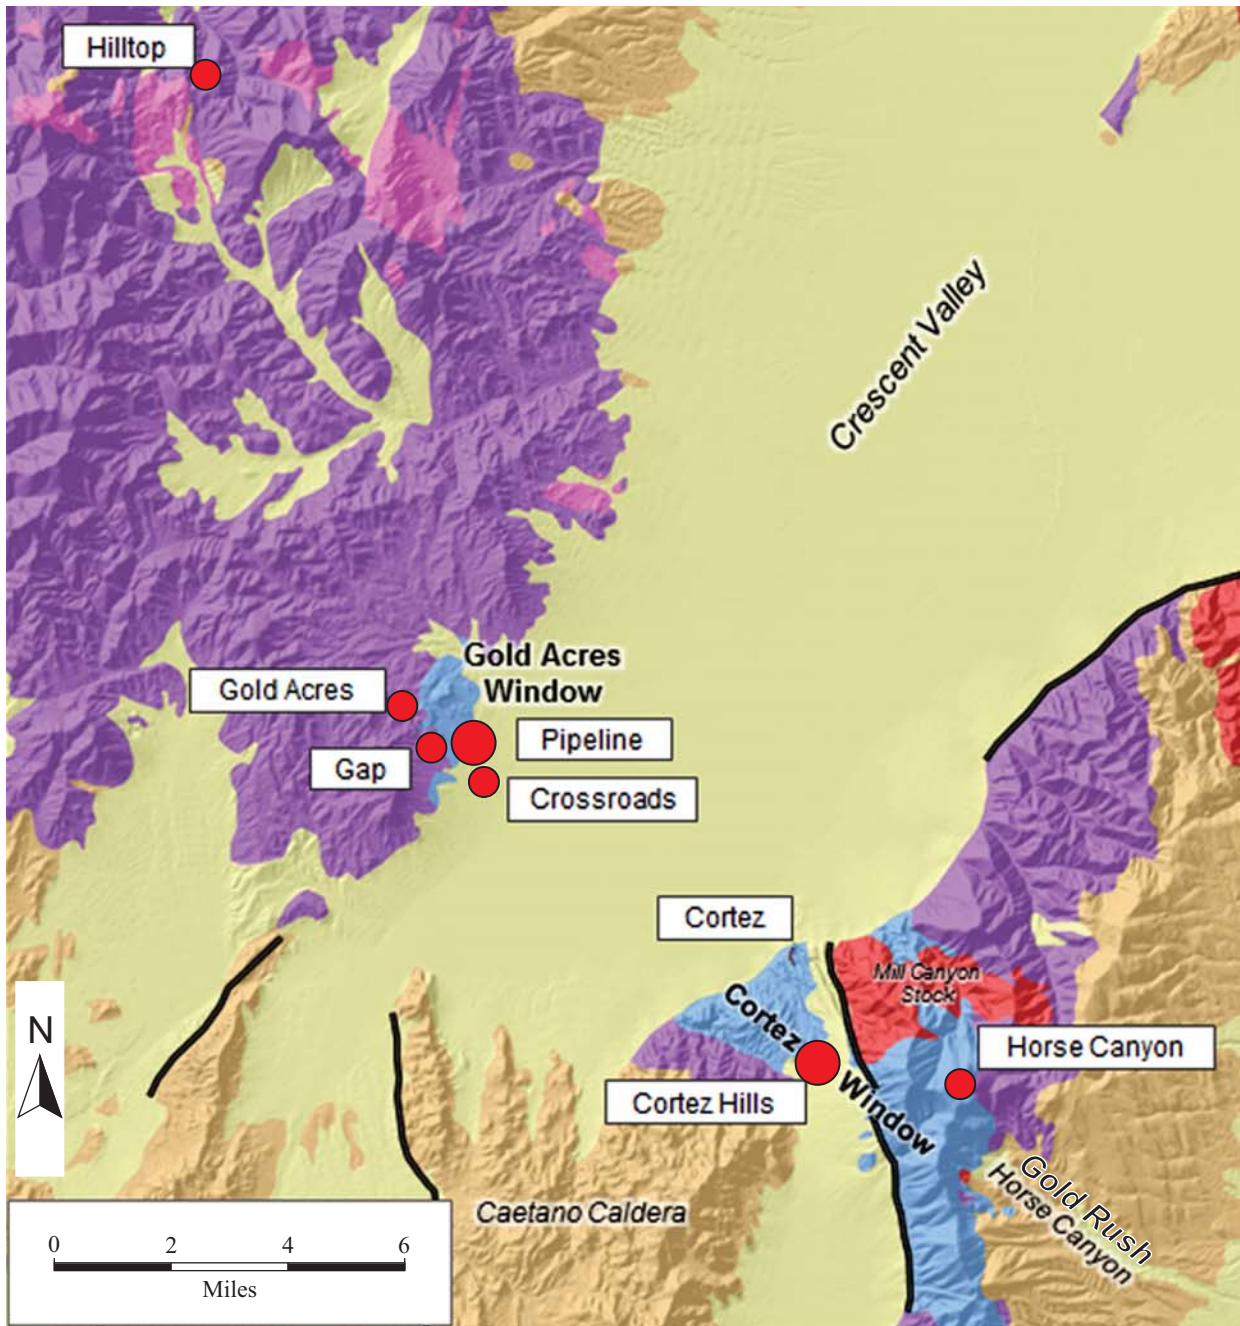 Hilltop
Crescent Valley
Gold Acres
Window
Gold Acres
Pipeline
Gap
Crossroads
Cortez
Mill Canyon
Stock
Cortez
Window
Horse Canyon
Cortez Hills
Gold Rush
Horse Canyon
Caetano Caldera
N
0 2 4 6
Miles